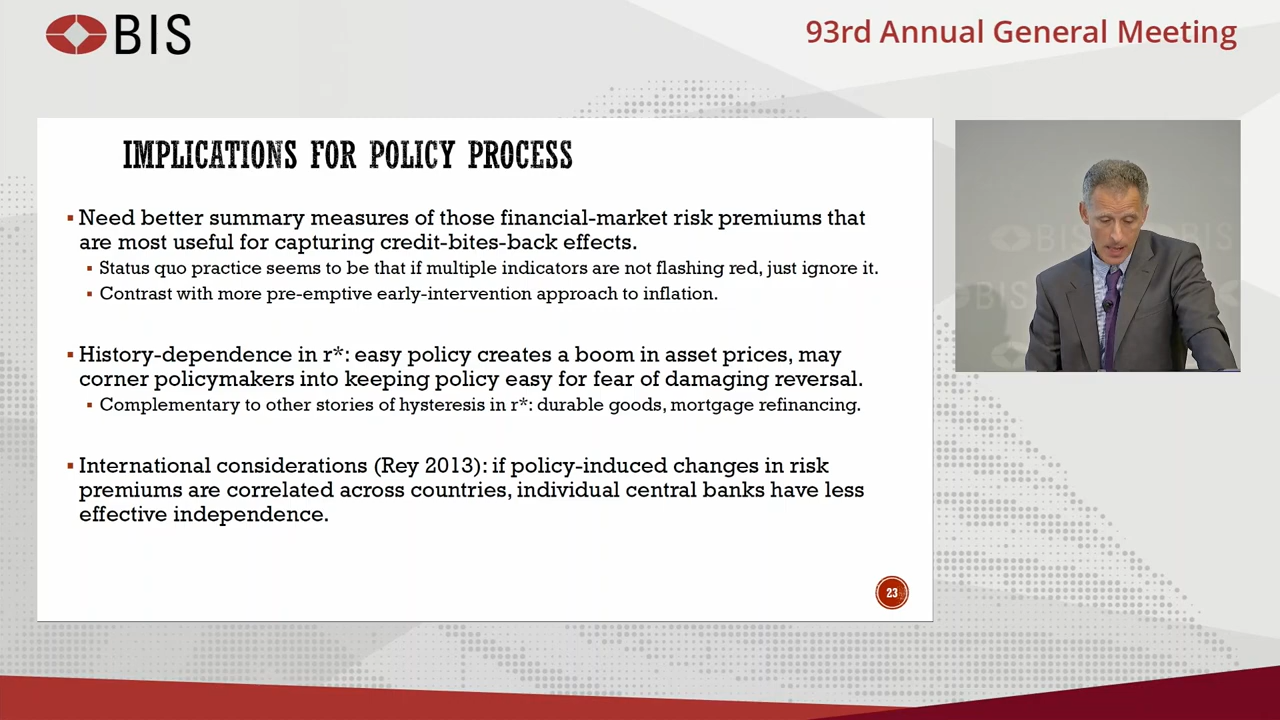 BIS
93rd Annual General Meeting
IMPLICATIONS FOR POLICY PROCESS
▪ Need better summary measures of those financial-market risk premiums that
are most useful for capturing credit-bites-back effects.
▪ Status quo practice seems to be that if multiple indicators are not flashing red, just ignore it.
▪ Contrast with more pre-emptive early-intervention approach to inflation.
▪ History-dependence in r*: easy policy creates a boom in asset prices, may
corner policymakers into keeping policy easy for fear of damaging reversal.
▪ Complementary to other stories of hysteresis in r*: durable goods, mortgage refinancing.
▪ International considerations (Rey 2013): if policy-induced changes in risk
premiums are correlated across countries, individual central banks have less
effective independence.
23
BIS
BIS
BIS